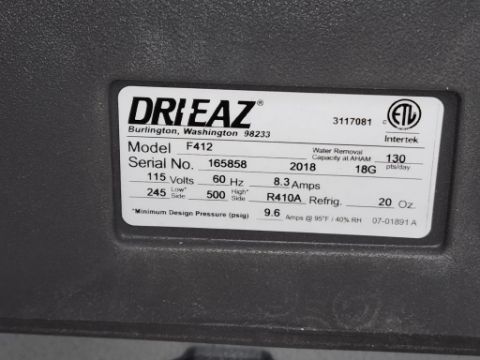 DRI-EAZ®
Burlington, Washington 98233
3117081
C ETL
Intertek
Model F412 Water Removal Capacity at AHAM: 130 pts/day
Serial No. 165858 2018 18G
115 Volts 60 Hz 8.3 Amps
245 Low* Side 500 High* Side R410A Refrig. 20 Oz.
*Minimum Design Pressure (psig) 9.6 Amps @ 95°F / 40% RH 07-01891 A